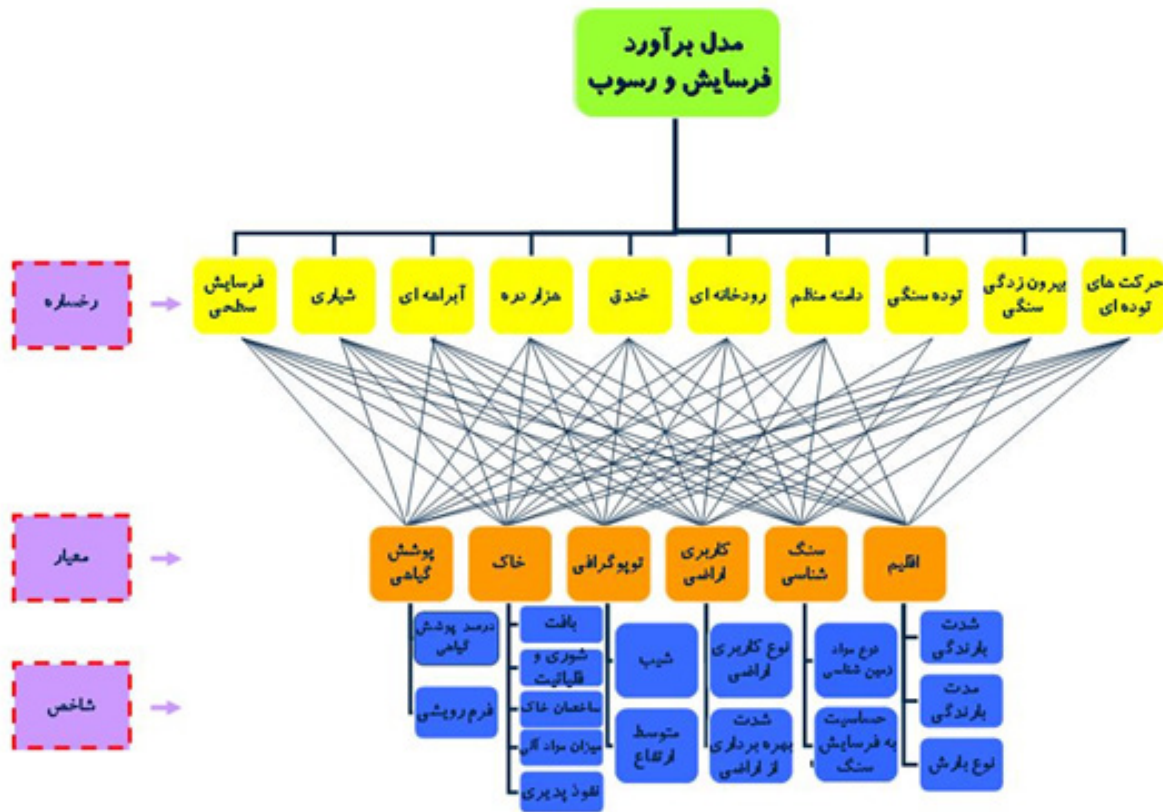 مدل برآورد
فرسایش و رسوب
رخساره
حرکت های
توده ای
بیرون زدگی
سنگی
توده سنگی
دامنه منظم
رودخانه ای
خندق
هزار دره
آبراهه ای
شیاری
فرسایش
سطحی
معیار
اقلیم
سنگ
شناسی
کاربری
اراضی
توپوگرافی
خاک
پوشش
گیاهی
شاخص
شدت
بارندگی
مدت
بارندگی
نوع بارش
نوع مواد
زمین شناسی
حساسیت
به فرسایش
سنگ
نوع کاربری
اراضی
شدت
بهره برداری
از اراضی
شیب
متوسط
ارتفاع
بافت
شوری و
قلیائیت
ساختمان خاک
میزان مواد آلی
نفوذ پذیری
درصد پوشش
گیاهی
فرم رویشی